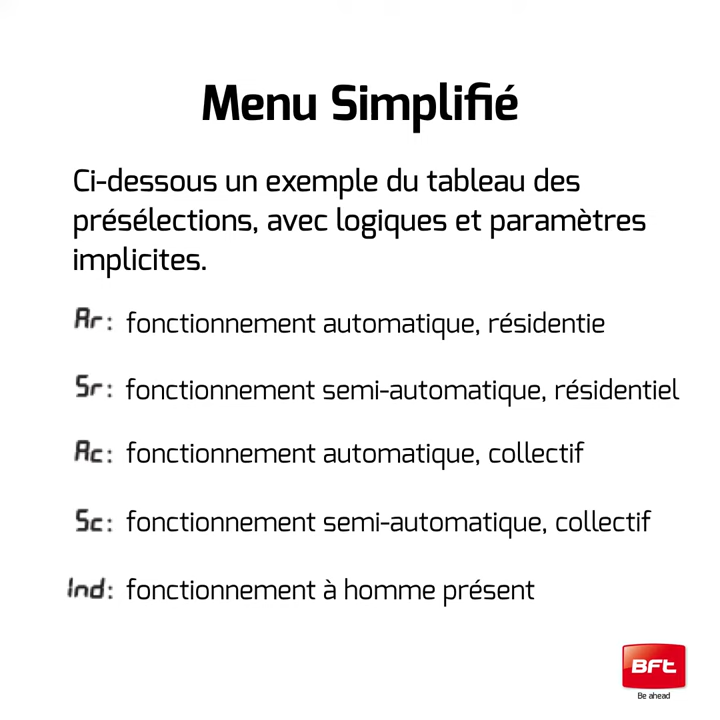 Menu Simplifié
Ci-dessous un exemple du tableau des
présélections, avec logiques et paramètres
implicites.
Ar: fonctionnement automatique, résidentie
Sr: fonctionnement semi-automatique, résidentiel
Ac: fonctionnement automatique, collectif
Sc: fonctionnement semi-automatique, collectif
Ind: fonctionnement à homme présent
BFt
Be ahead